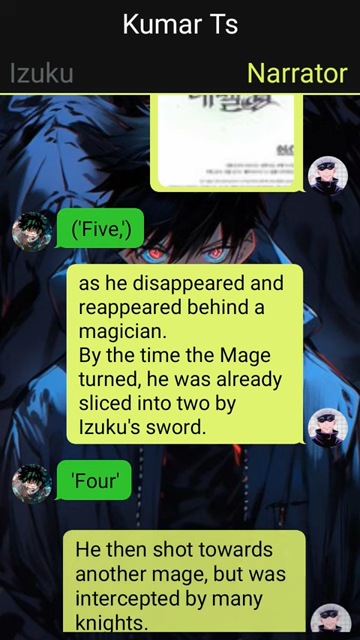 Kumar Ts
Izuku
Narrator
('Five,')
as he disappeared and
reappeared behind a
magician.
By the time the Mage
turned, he was already
sliced into two by
Izuku's sword.
'Four'
He then shot towards
another mage, but was
intercepted by many
knights.